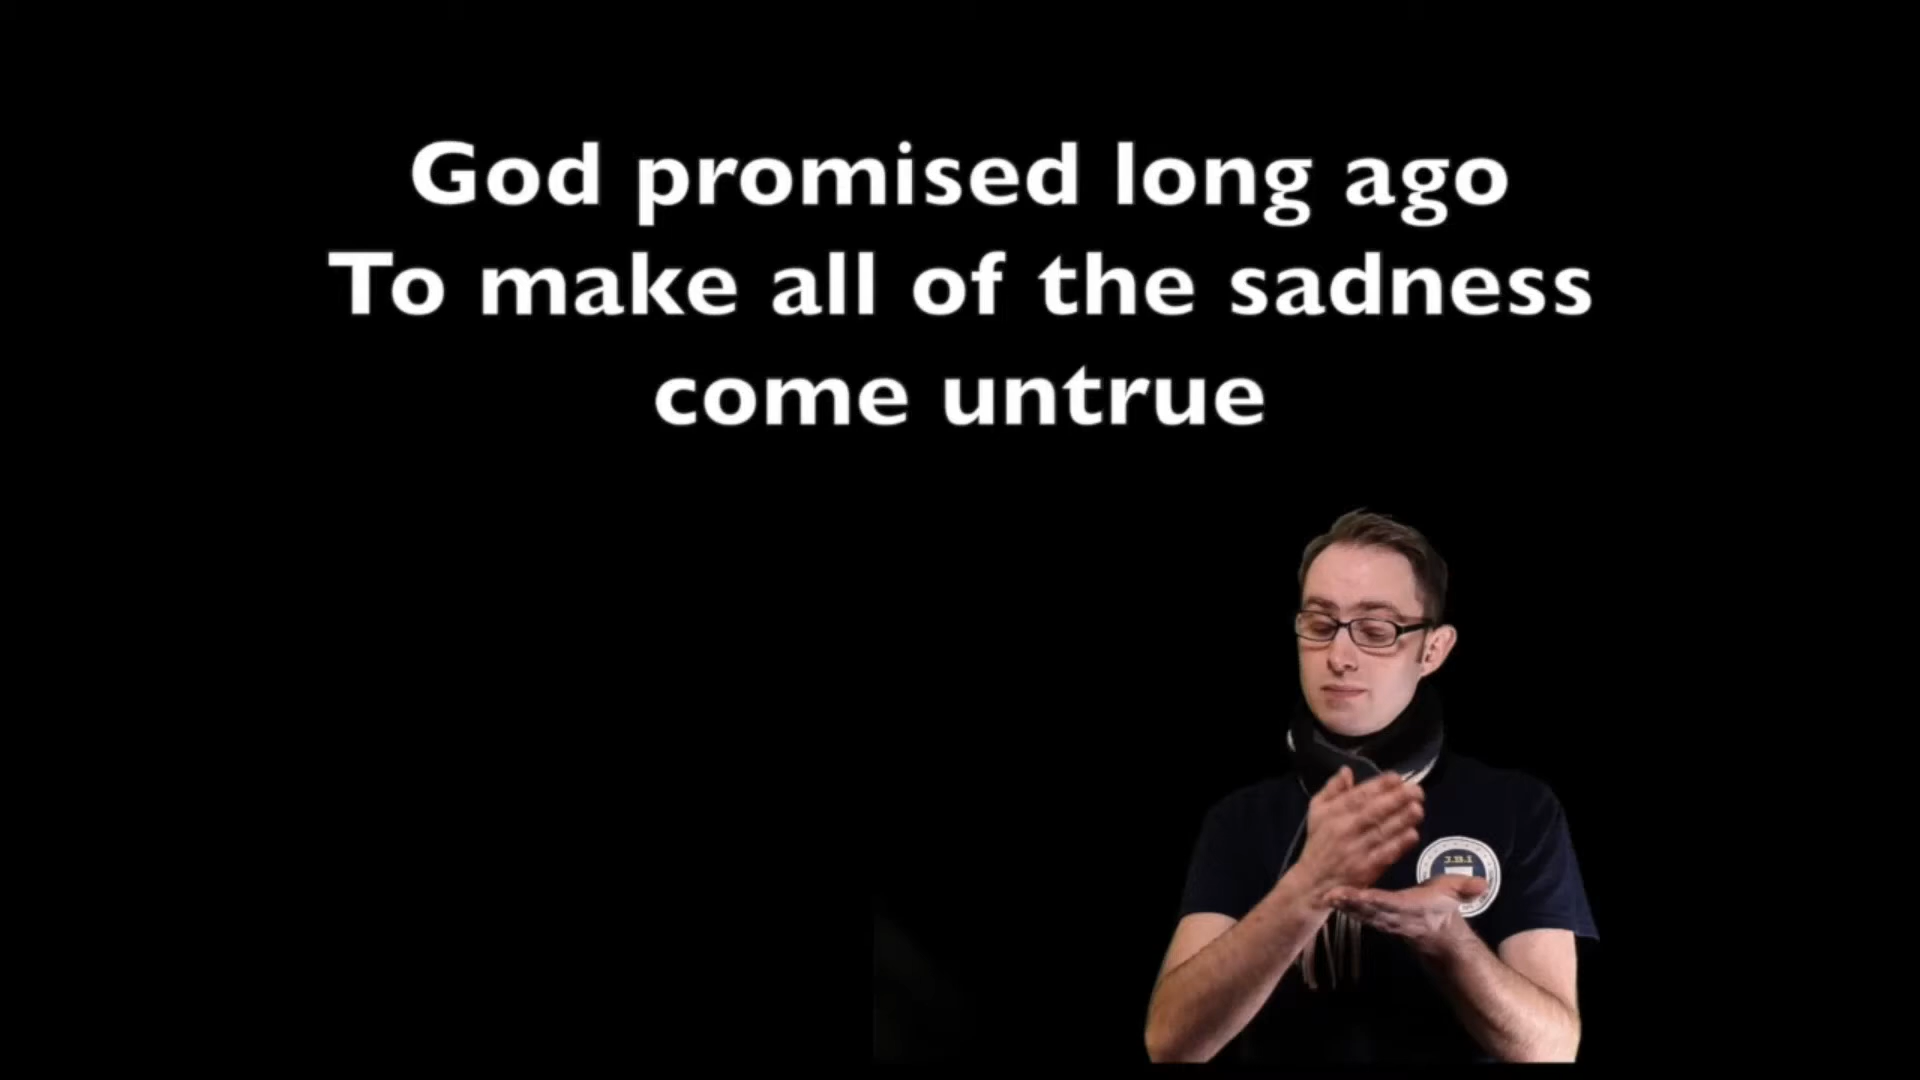 God promised long ago
To make all of the sadness
come untrue